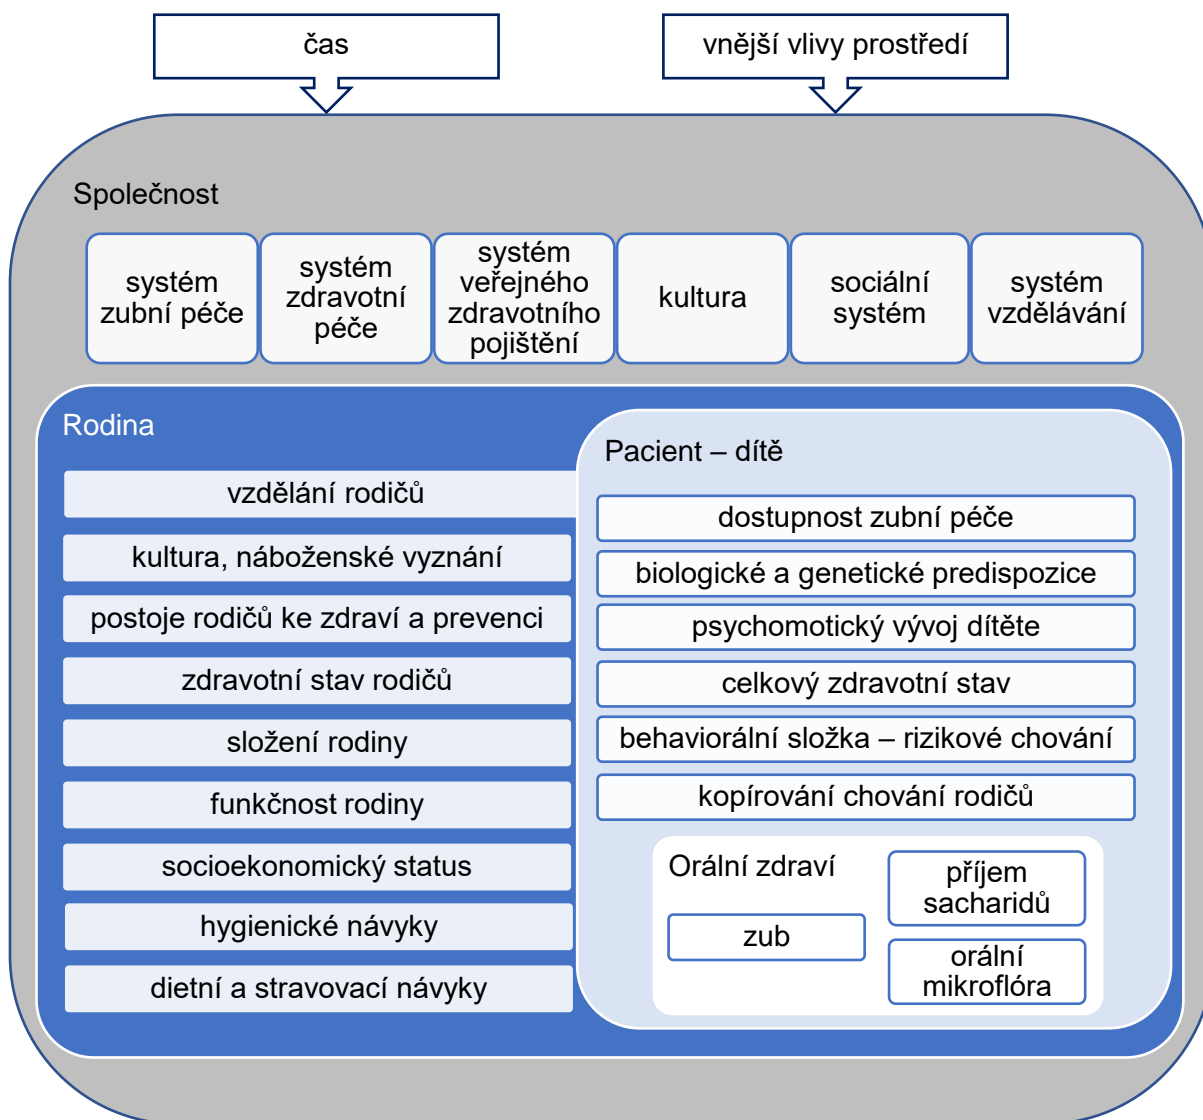 čas
vnější vlivy prostředí
Společnost
systém
zubní péče
systém
zdravotní
péče
systém
veřejného
zdravotního
pojištění
kultura
sociální
systém
systém
vzdělávání
Rodina
vzdělání rodičů
kultura, náboženské vyznání
postoje rodičů ke zdraví a prevenci
zdravotní stav rodičů
složení rodiny
funkčnost rodiny
socioekonomický status
hygienické návyky
dietní a stravovací návyky
Pacient – dítě
dostupnost zubní péče
biologické a genetické predispozice
psychomotický vývoj dítěte
celkový zdravotní stav
behaviorální složka – rizikové chování
kopírování chování rodičů
Orální zdraví
zub
příjem
sacharidů
orální
mikroflóra